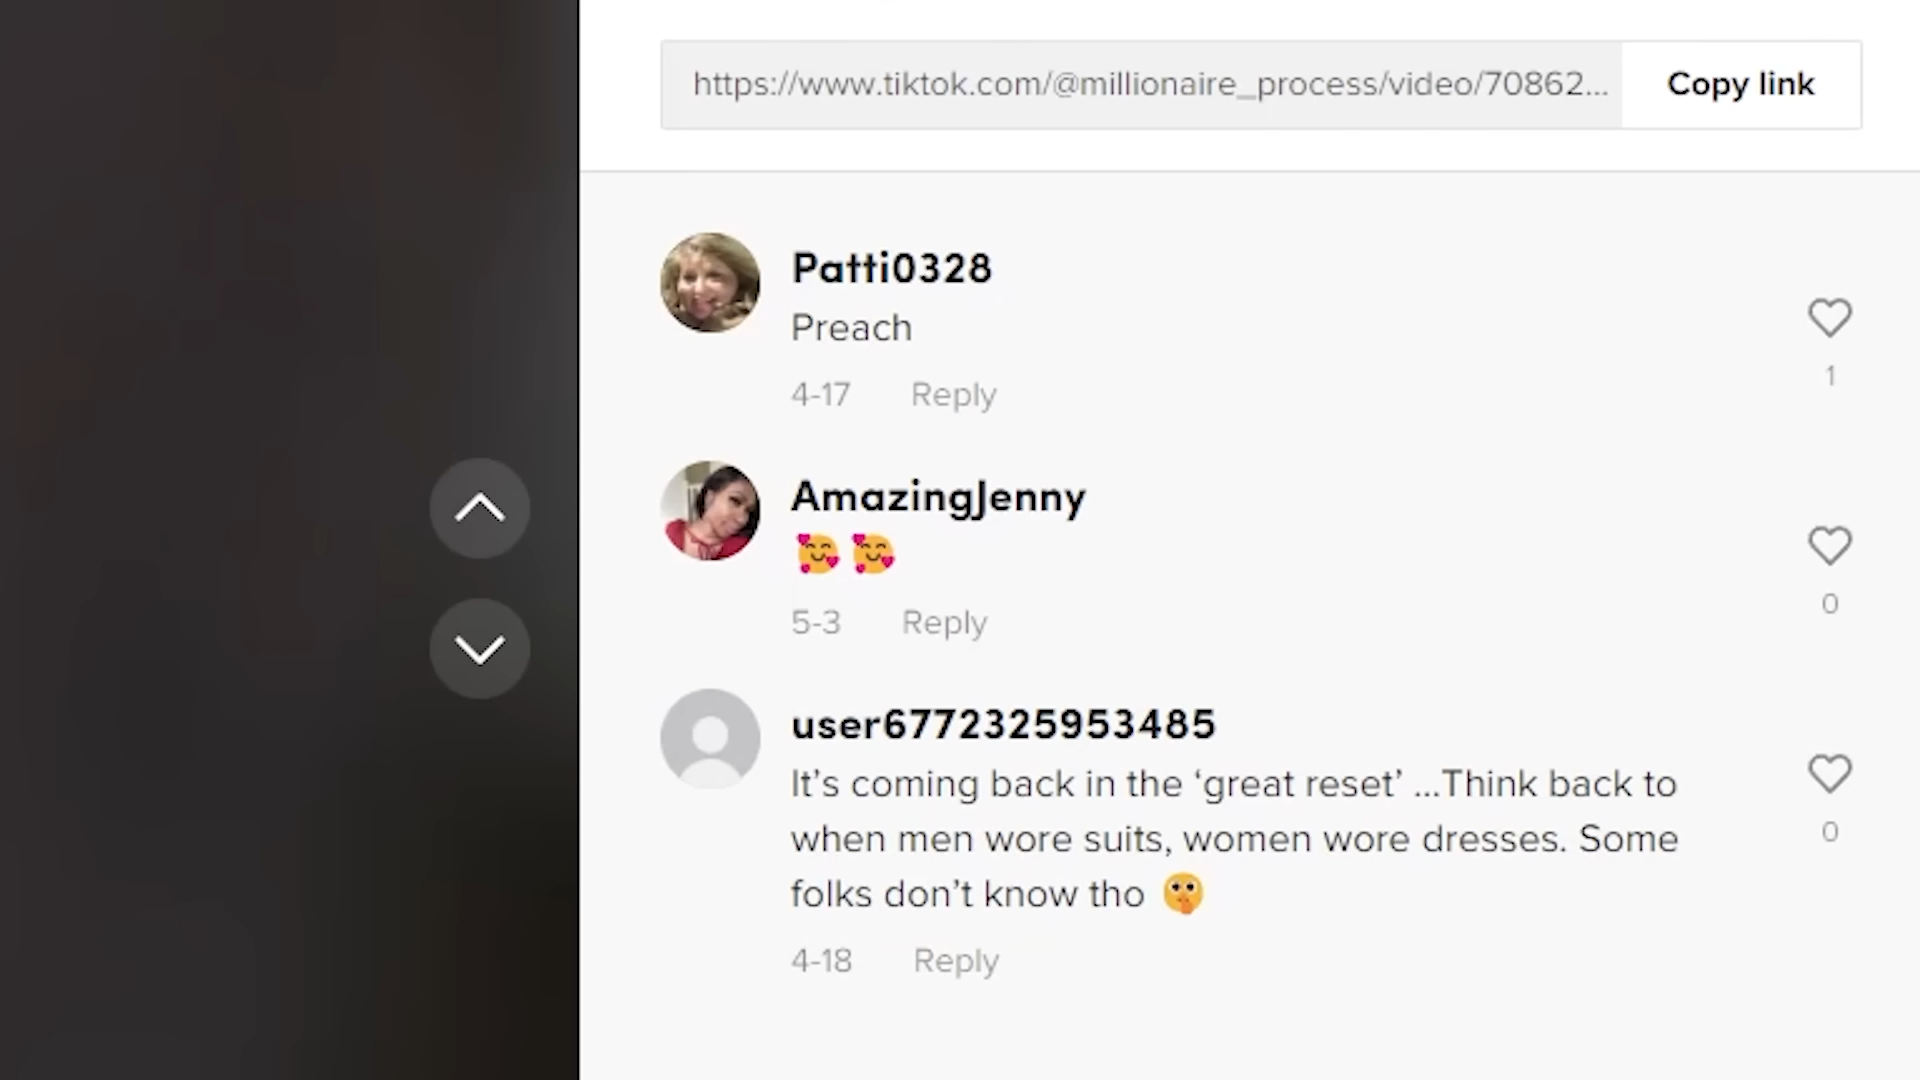 https://www.tiktok.com/@millionaire_process/video/70862...
Copy link
Patti0328
Preach
1
4-17 Reply
AmazingJenny
🥰 🥰
0
5-3 Reply
user6772325953485
It’s coming back in the ‘great reset’ ...Think back to
when men wore suits, women wore dresses. Some
folks don’t know tho 🤫
0
4-18 Reply